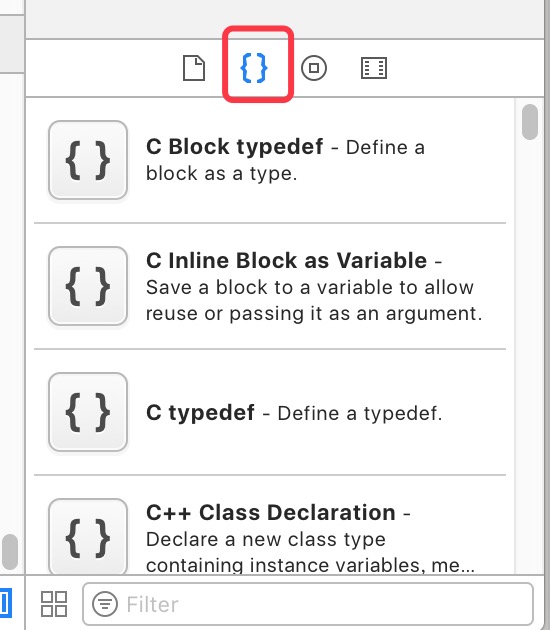 {}
{ }
C Block typedef - Define a
block as a type.
{ }
C Inline Block as Variable -
Save a block to a variable to allow
reuse or passing it as an argument.
{ }
C typedef - Define a typedef.
{ }
C++ Class Declaration -
Declare a new class type
containing instance variables, me...
Filter